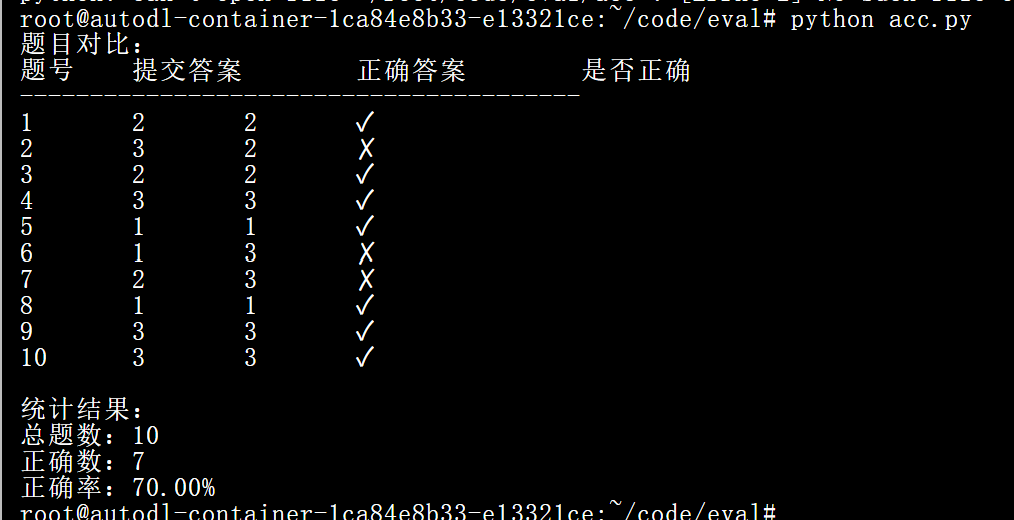 root@autodl-container-1ca84e8b33-e13321ce:~/code/eval# python acc.py
题目对比:
题号 提交答案 正确答案 是否正确
----------------------------------------
1 2 2 ✓
2 3 2 ✗
3 2 2 ✓
4 3 3 ✓
5 1 1 ✓
6 1 3 ✗
7 2 3 ✗
8 1 1 ✓
9 3 3 ✓
10 3 3 ✓
统计结果:
总题数: 10
正确数: 7
正确率: 70.00%
root@autodl-container-1ca84e8b33-e13321ce:~/code/eval#